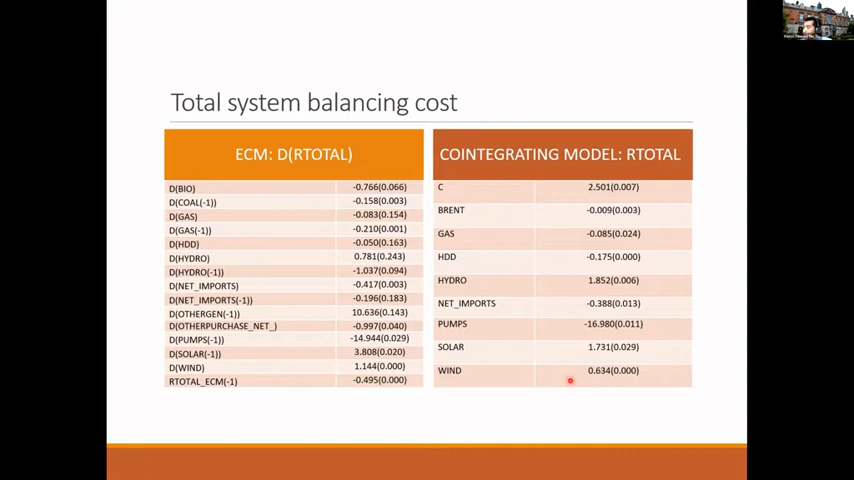 Total system balancing cost
ECM: D(RTOTAL)
D(BIO) -0.766(0.066)
D(COAL(-1)) -0.158(0.003)
D(GAS) -0.083(0.154)
D(GAS(-1)) -0.210(0.001)
D(HDD) -0.050(0.163)
D(HYDRO) 0.781(0.243)
D(HYDRO(-1)) -1.037(0.094)
D(NET_IMPORTS) -0.417(0.003)
D(NET_IMPORTS(-1)) -0.196(0.183)
D(OTHERGEN(-1)) 10.636(0.143)
D(OTHERPURCHASE_NET_) -0.997(0.040)
D(PUMPS(-1)) -14.944(0.029)
D(SOLAR(-1)) 3.808(0.020)
D(WIND) 1.144(0.000)
RTOTAL_ECM(-1) -0.495(0.000)
COINTEGRATING MODEL: RTOTAL
C 2.501(0.007)
BRENT -0.009(0.003)
GAS -0.085(0.024)
HDD -0.175(0.000)
HYDRO 1.852(0.006)
NET_IMPORTS -0.388(0.013)
PUMPS -16.980(0.011)
SOLAR 1.731(0.029)
WIND 0.634(0.000)